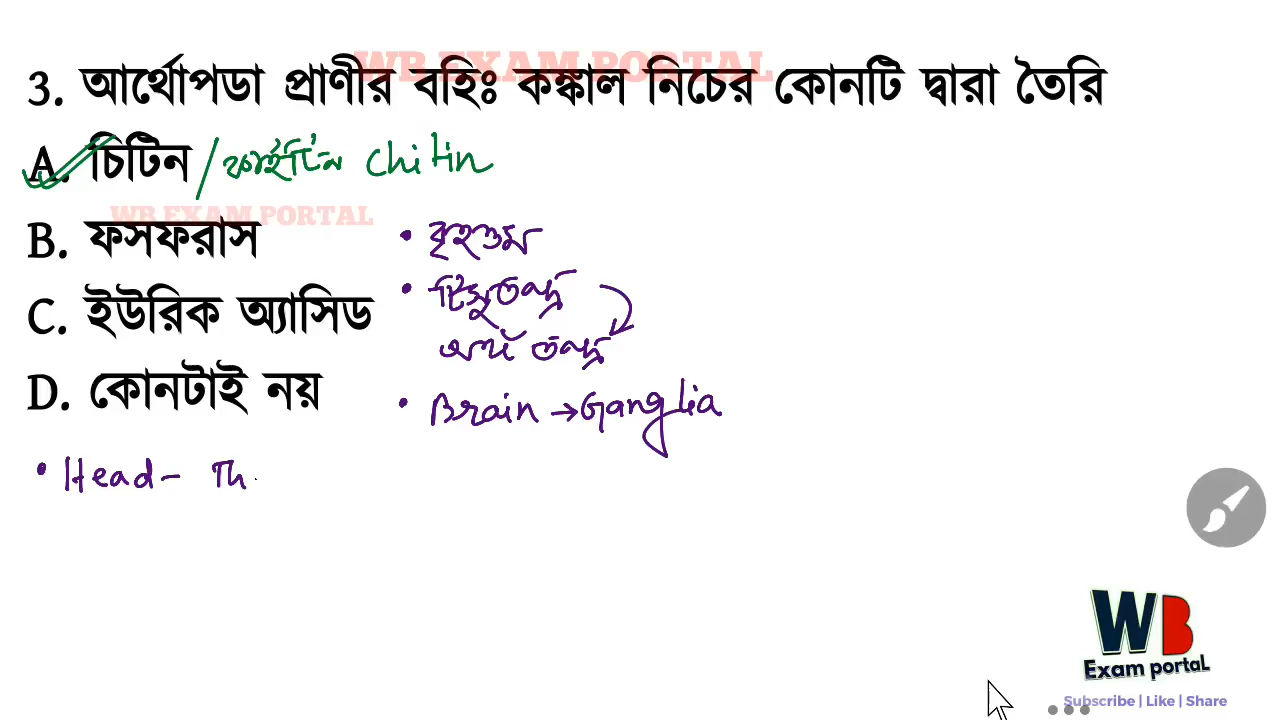 WB EXAM PORTAL
3. আর্থোপডা প্রাণীর বহিঃ কঙ্কাল নিচের কোনটি দ্বারা তৈরি
A. চিটিন / কাইটিন Chitin
WB EXAM PORTAL
B. ফসফরাস
• বৃহত্তম
C. ইউরিক অ্যাসিড
• টিস্যুতন্ত্র
অঙ্গ তন্ত্র
D. কোনটাই নয়
• Brain → Ganglia
• Head - Th
WB
Exam portaL
Subscribe | Like | Share